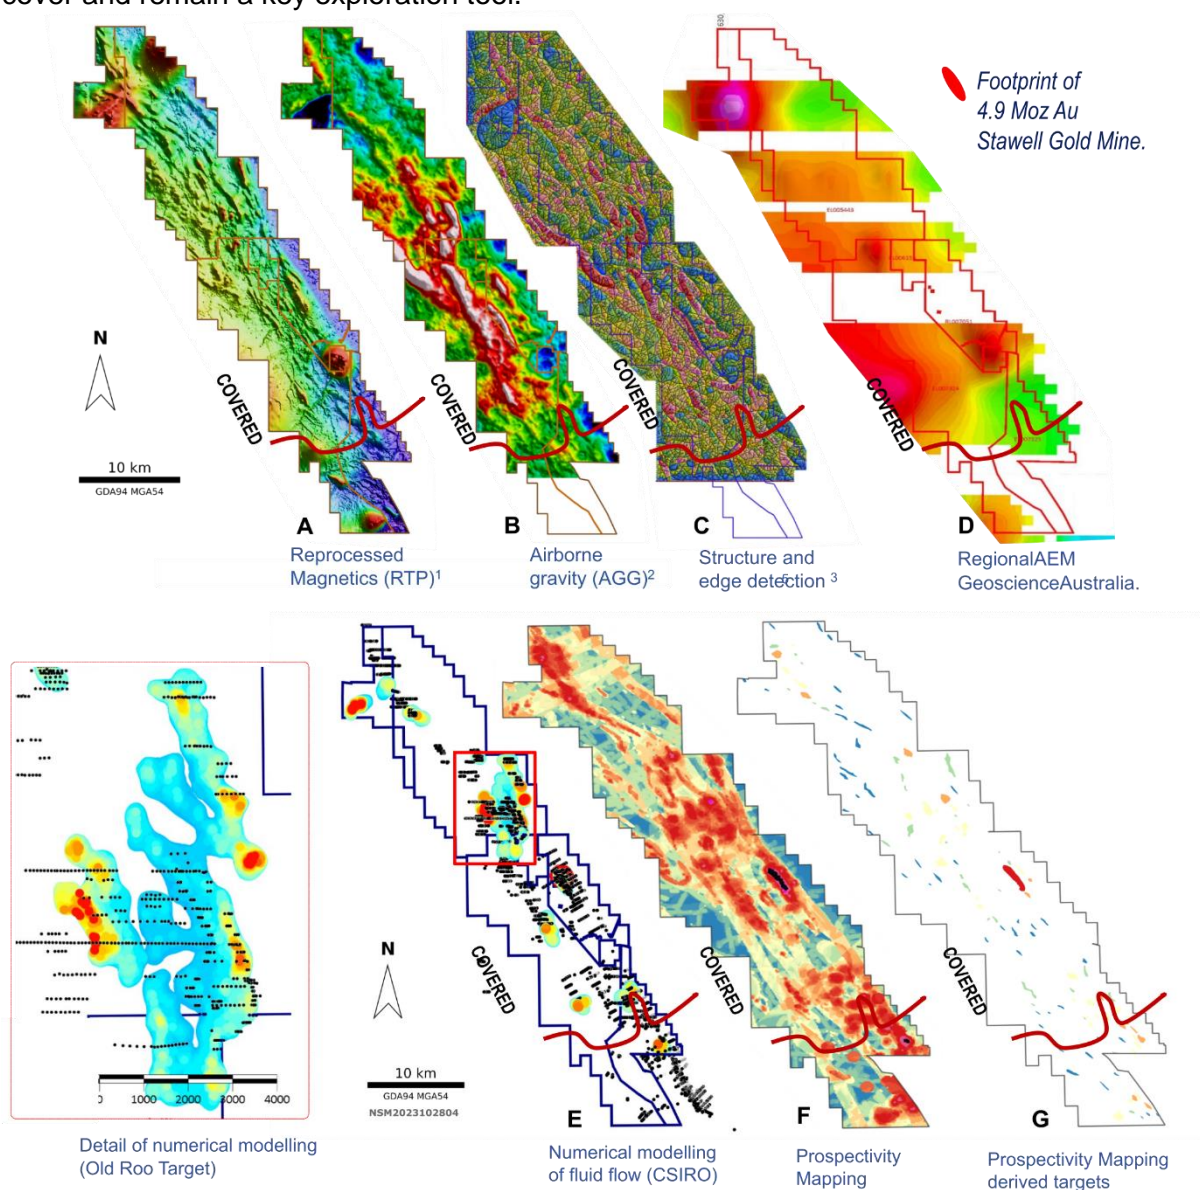 cover and remain a key exploration tool.
Footprint of
4.9 Moz Au
Stawell Gold Mine.
N
10 km
GDA94 MGA54
COVERED
COVERED
COVERED
COVERED
A
B
C
D
Reprocessed
Magnetics (RTP)1
Airborne
gravity (AGG)2
Structure and
edge detection 3
RegionalAEM
GeoscienceAustralia.
0 1000 2000 3000 4000
Detail of numerical modelling
(Old Roo Target)
N
10 km
GDA94 MGA54
NSM2023102804
COVERED
COVERED
COVERED
E
F
G
Numerical modelling
of fluid flow (CSIRO)
Prospectivity
Mapping
Prospectivity Mapping
derived targets